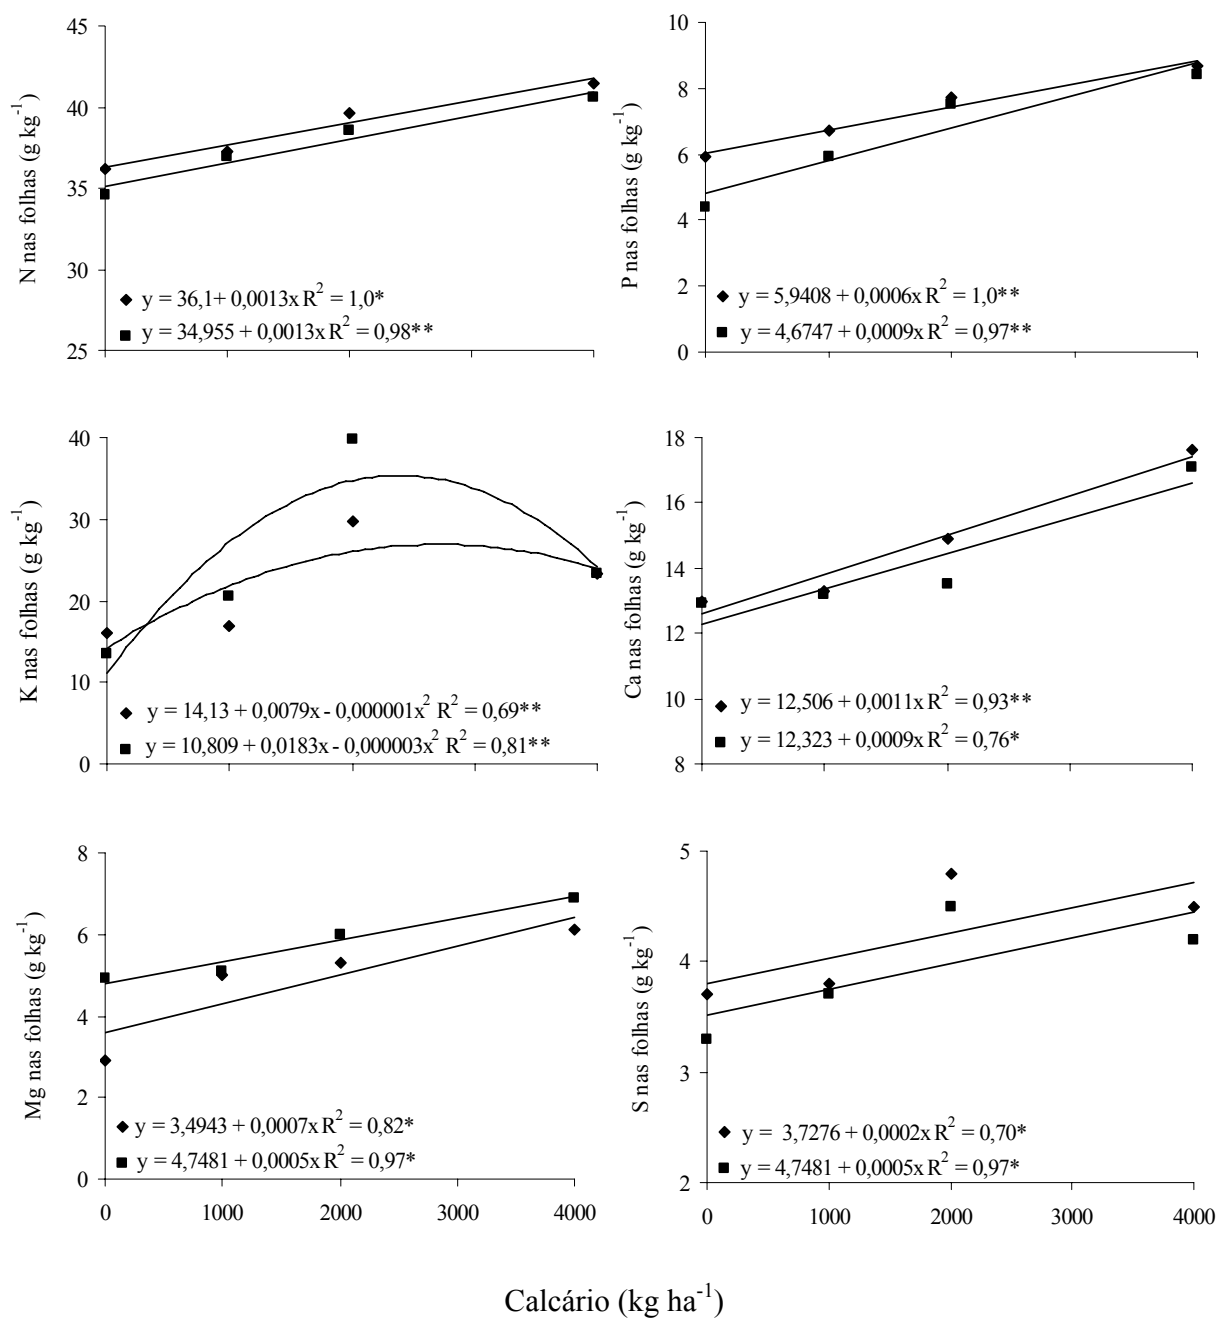 N nas folhas (g kg⁻¹)
45
40
35
30
25
◆ y = 36,1+ 0,0013x R² = 1,0*
■ y = 34,955 + 0,0013x R² = 0,98**
P nas folhas (g kg⁻¹)
10
8
6
4
2
0
◆ y = 5,9408 + 0,0006x R² = 1,0**
■ y = 4,6747 + 0,0009x R² = 0,97**
K nas folhas (g kg⁻¹)
40
30
20
10
0
◆ y = 14,13 + 0,0079x - 0,000001x² R² = 0,69**
■ y = 10,809 + 0,0183x - 0,000003x² R² = 0,81**
Ca nas folhas (g kg⁻¹)
18
16
14
12
10
8
◆ y = 12,506 + 0,0011x R² = 0,93**
■ y = 12,323 + 0,0009x R² = 0,76*
Mg nas folhas (g kg⁻¹)
8
6
4
2
0
◆ y = 3,4943 + 0,0007x R² = 0,82*
■ y = 4,7481 + 0,0005x R² = 0,97*
0 1000 2000 3000 4000
S nas folhas (g kg⁻¹)
5
4
3
2
◆ y = 3,7276 + 0,0002x R² = 0,70*
■ y = 4,7481 + 0,0005x R² = 0,97*
0 1000 2000 3000 4000
Calcário (kg ha⁻¹)